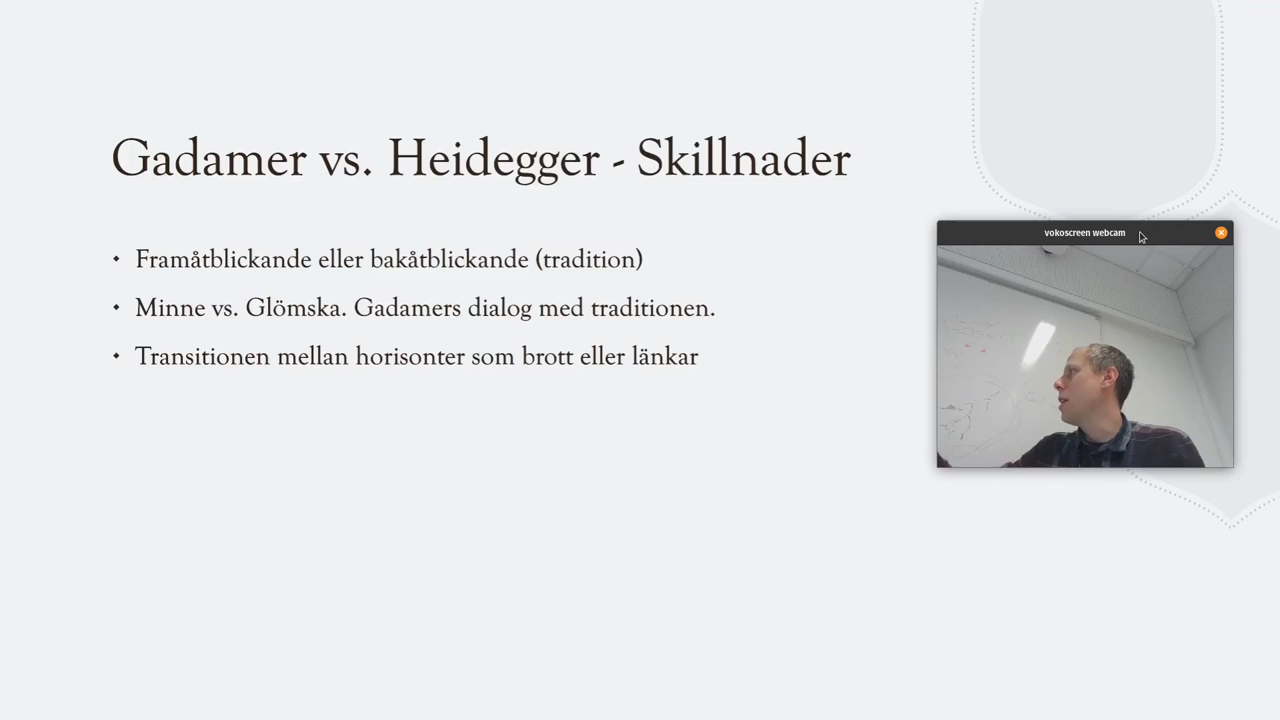 Gadamer vs. Heidegger - Skillnader
Framåtblickande eller bakåtblickande (tradition)
Minne vs. Glömska. Gadamers dialog med traditionen.
Transitionen mellan horisonter som brott eller länkar
vokoscreen webcam